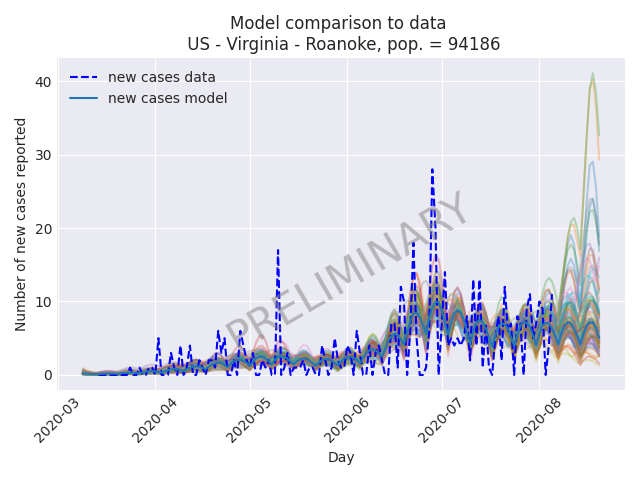 Model comparison to data
US - Virginia - Roanoke, pop. = 94186
new cases data
new cases model
PRELIMINARY
Number of new cases reported
40
30
20
10
0
2020-03
2020-04
2020-05
2020-06
2020-07
2020-08
Day